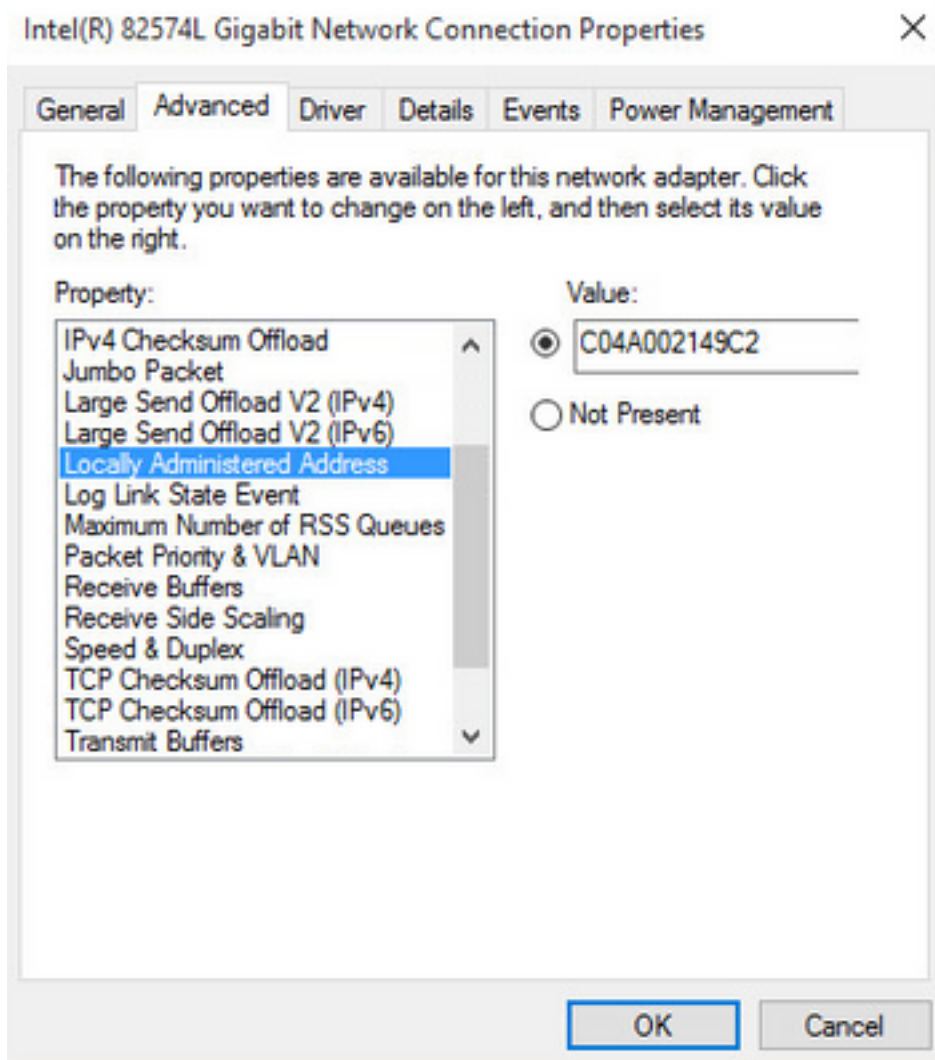 Intel(R) 82574L Gigabit Network Connection Properties
General Advanced Driver Details Events Power Management
The following properties are available for this network adapter. Click
the property you want to change on the left, and then select its value
on the right.
Property:
Value:
IPv4 Checksum Offload
Jumbo Packet
Large Send Offload V2 (IPv4)
Large Send Offload V2 (IPv6)
Locally Administered Address
Log Link State Event
Maximum Number of RSS Queues
Packet Priority & VLAN
Receive Buffers
Receive Side Scaling
Speed & Duplex
TCP Checksum Offload (IPv4)
TCP Checksum Offload (IPv6)
Transmit Buffers
C04A002149C2
Not Present
OK
Cancel